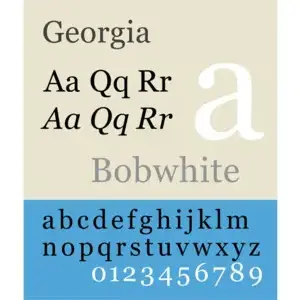 Georgia
Aa Qq Rr
Aa Qq Rr
a
Bobwhite
abcdefghijklm
nopqrstuvwxyz
0123456789